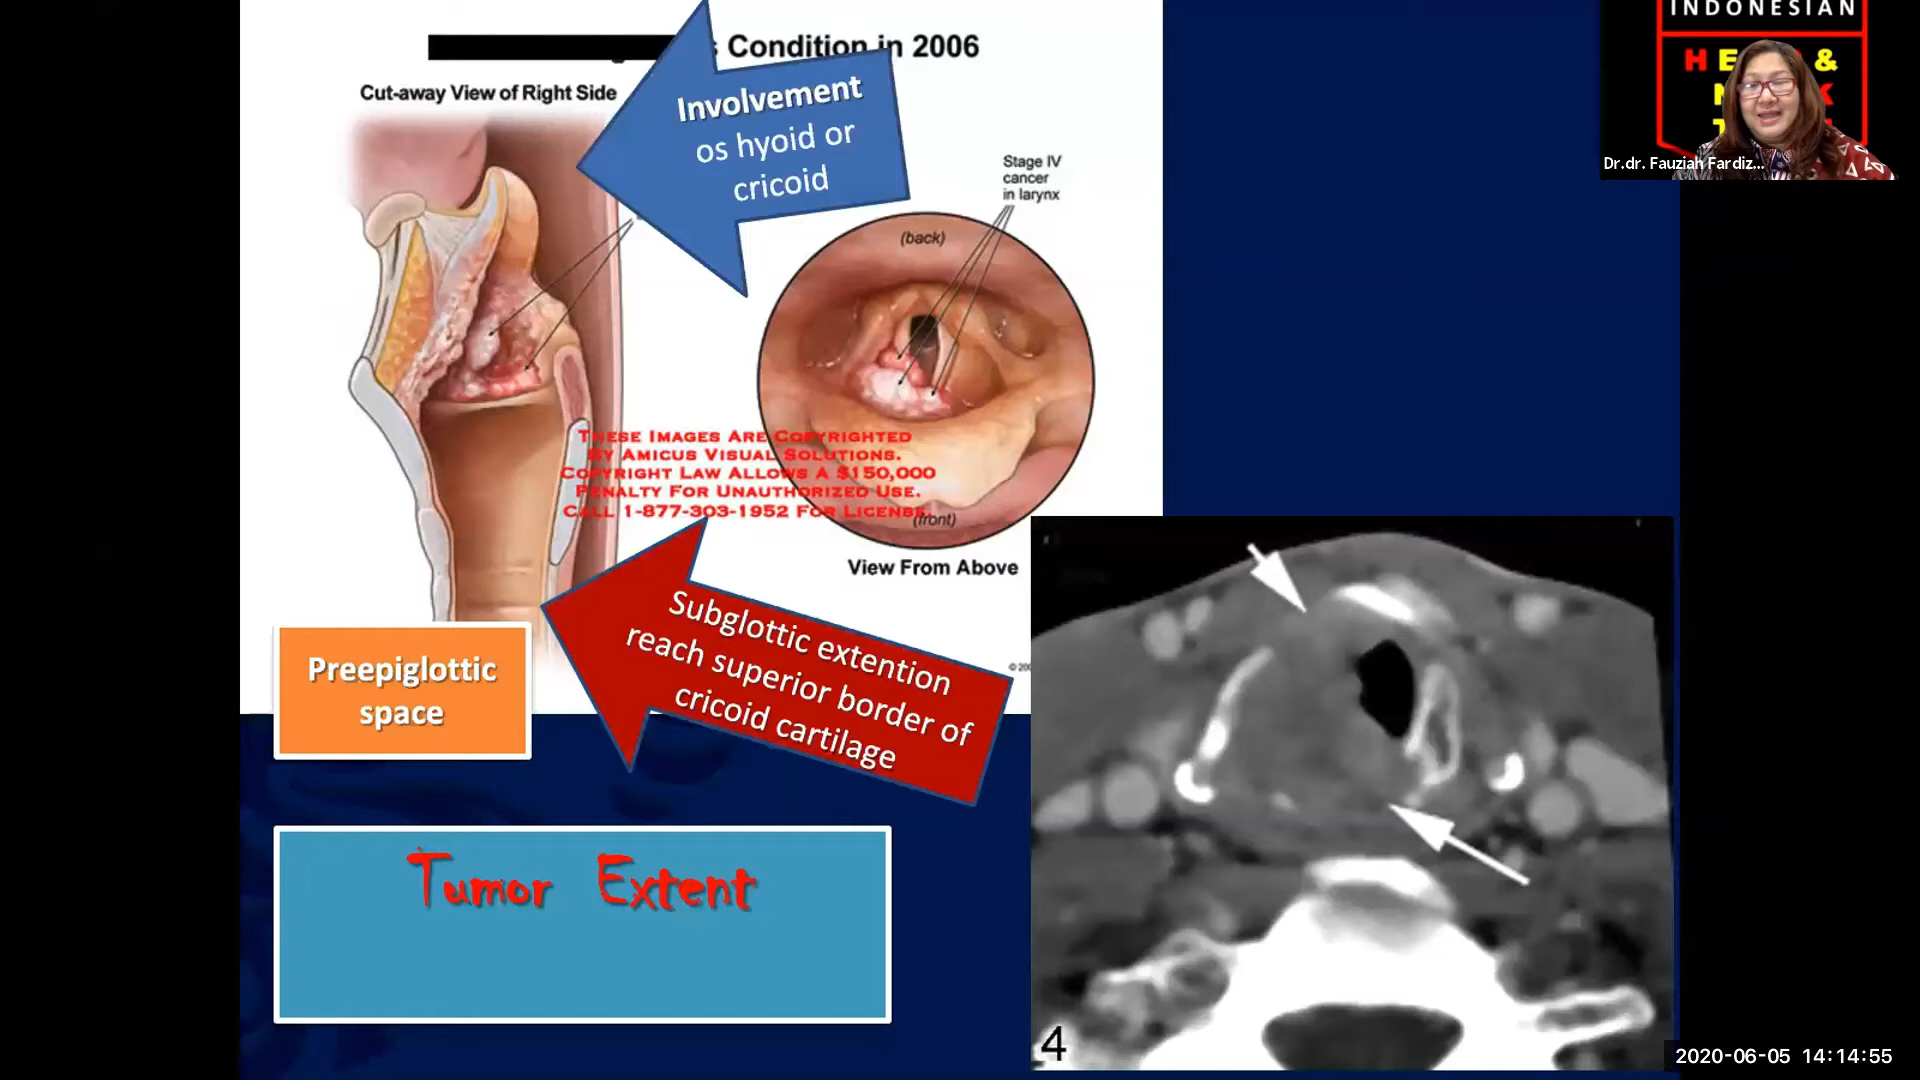 s Condition in 2006
Cut-away View of Right Side
Involvement
os hyoid or
cricoid
Stage IV
cancer
in larynx
(back)
THESE IMAGES ARE COPYRIGHTED
BY AMICUS VISUAL SOLUTIONS.
COPYRIGHT LAW ALLOWS A $150,000
PENALTY FOR UNAUTHORIZED USE.
CALL 1-877-303-1952 FOR LICENSE.
(front)
View From Above
Subglottic extention
reach superior border of
cricoid cartilage
Preepiglottic
space
Tumor Extent
4
INDONESIAN
&
Dr.dr. Fauziah Fardiz...
2020-06-05 14:14:55